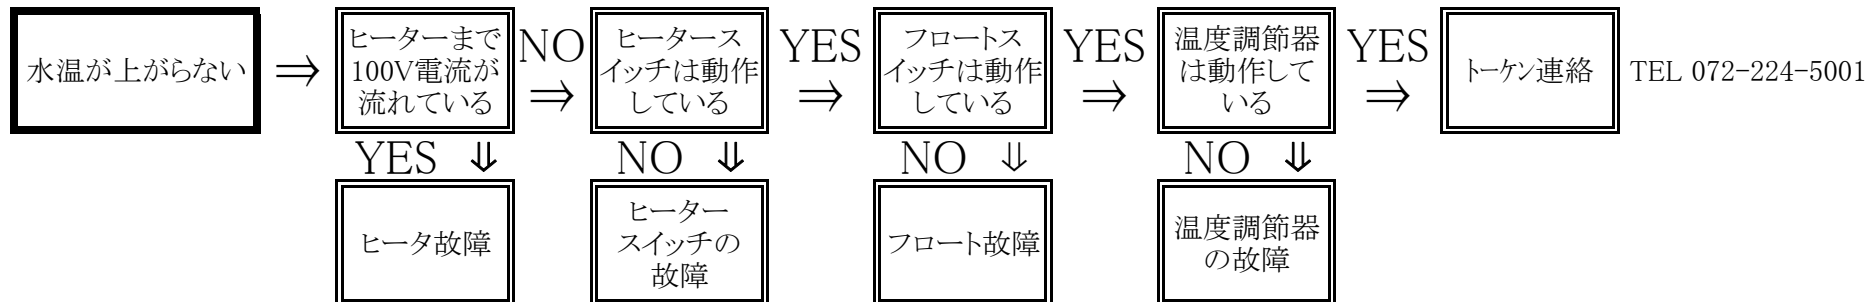 水温が上がらない
⇒
ヒーターまで
100V電流が
流れている
NO
⇒
ヒータース
イッチは動作
している
YES
⇒
フロートス
イッチは動作
している
YES
⇒
温度調節器
は動作して
いる
YES
⇒
トーケン連絡
TEL 072-224-5001
YES ⇓
NO ⇓
NO ⇓
NO ⇓
ヒータ故障
ヒーター
スイッチの
故障
フロート故障
温度調節器
の故障